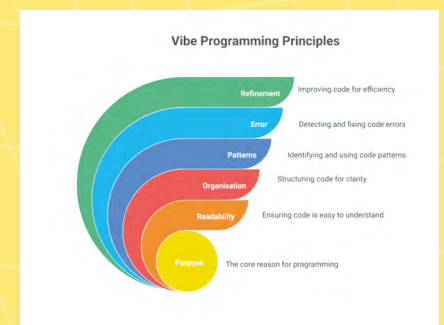 Vibe Programming Principles
Refinement Improving code for efficiency
Error Detecting and fixing code errors
Patterns Identifying and using code patterns
Organisation Structuring code for clarity
Readability Ensuring code is easy to understand
Purpose The core reason for programming